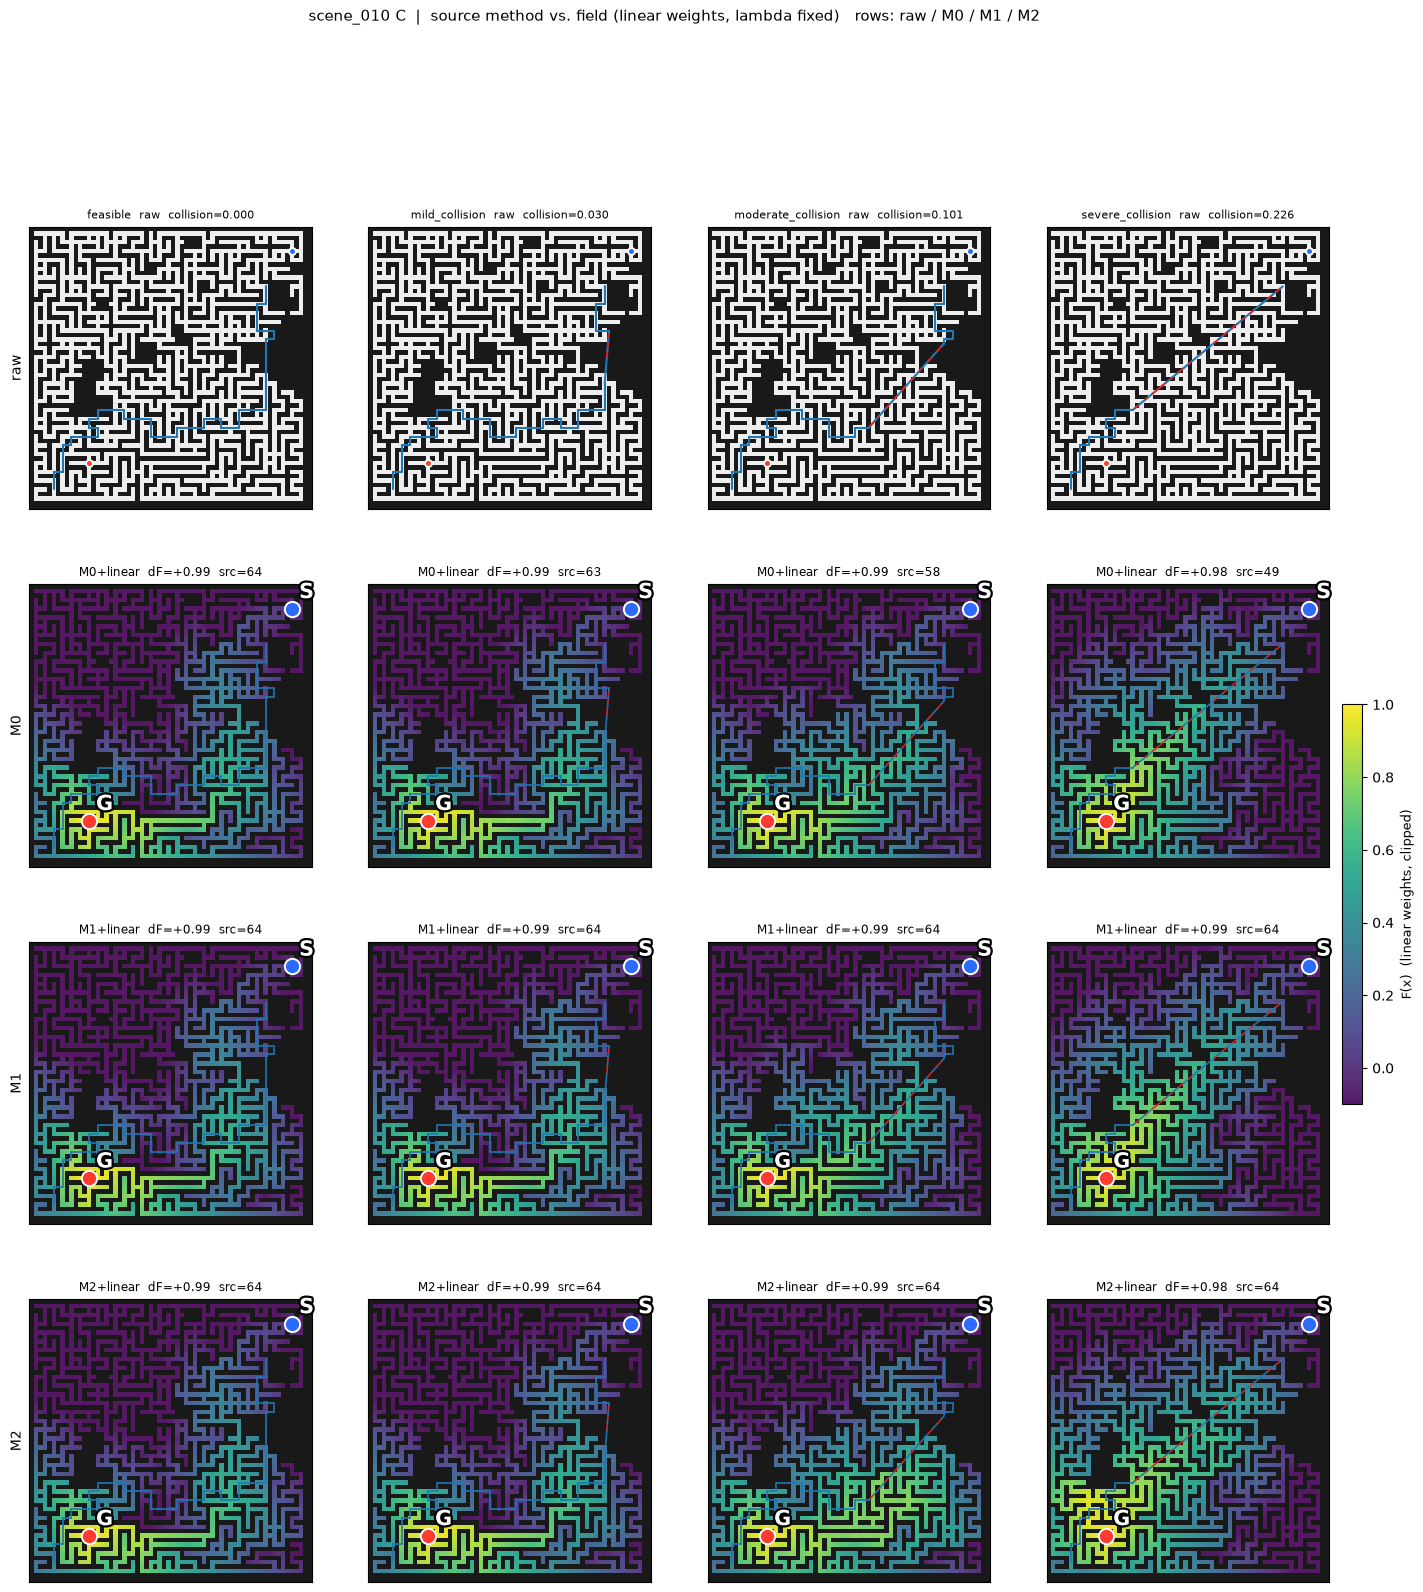 scene_010 C  |  source method vs. field (linear weights, lambda fixed)   rows: raw / M0 / M1 / M2
feasible  raw  collision=0.000
mild_collision  raw  collision=0.030
moderate_collision  raw  collision=0.101
severe_collision  raw  collision=0.226
raw
M0+linear  dF=+0.99  src=64
M0+linear  dF=+0.99  src=63
M0+linear  dF=+0.99  src=58
M0+linear  dF=+0.98  src=49
M0
S
G
S
G
S
G
S
G
M1+linear  dF=+0.99  src=64
M1+linear  dF=+0.99  src=64
M1+linear  dF=+0.99  src=64
M1+linear  dF=+0.99  src=64
M1
S
G
S
G
S
G
S
G
M2+linear  dF=+0.99  src=64
M2+linear  dF=+0.99  src=64
M2+linear  dF=+0.99  src=64
M2+linear  dF=+0.98  src=64
M2
S
G
S
G
S
G
S
G
1.0
0.8
0.6
0.4
0.2
0.0
F(x)  (linear weights, clipped)